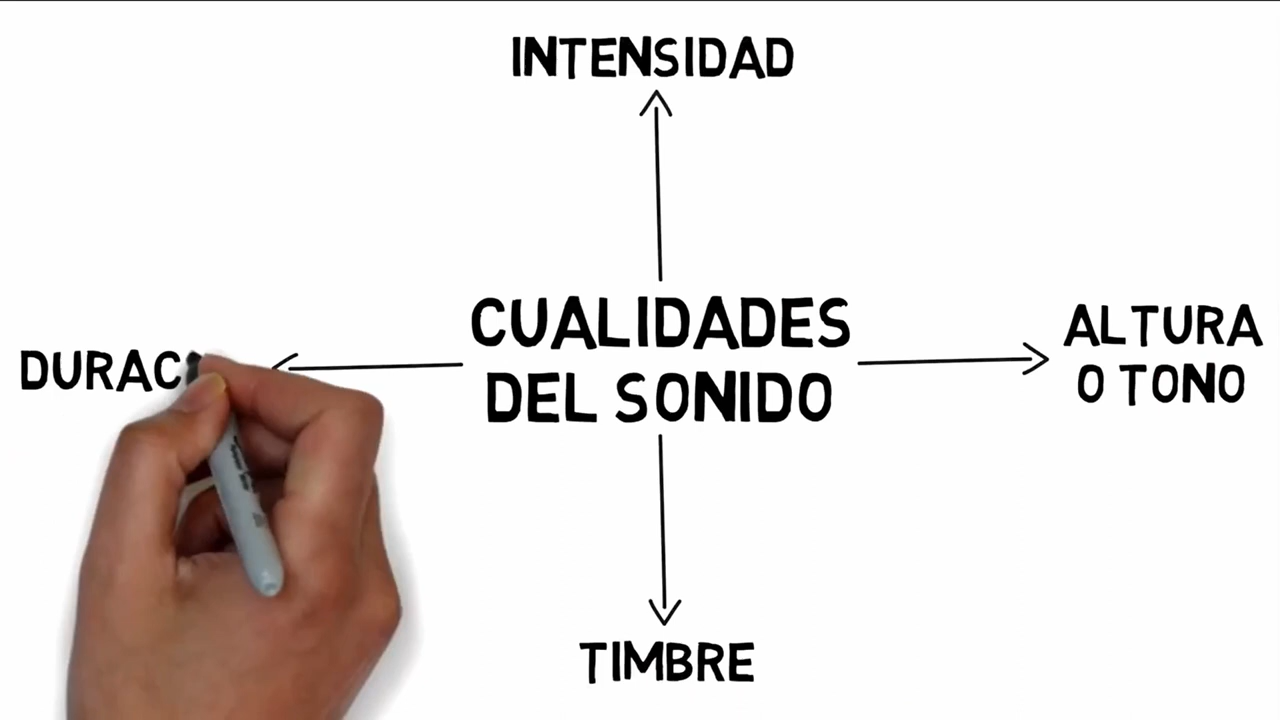 INTENSIDAD
CUALIDADES
DEL SONIDO
ALTURA
O TONO
DURAC
TIMBRE